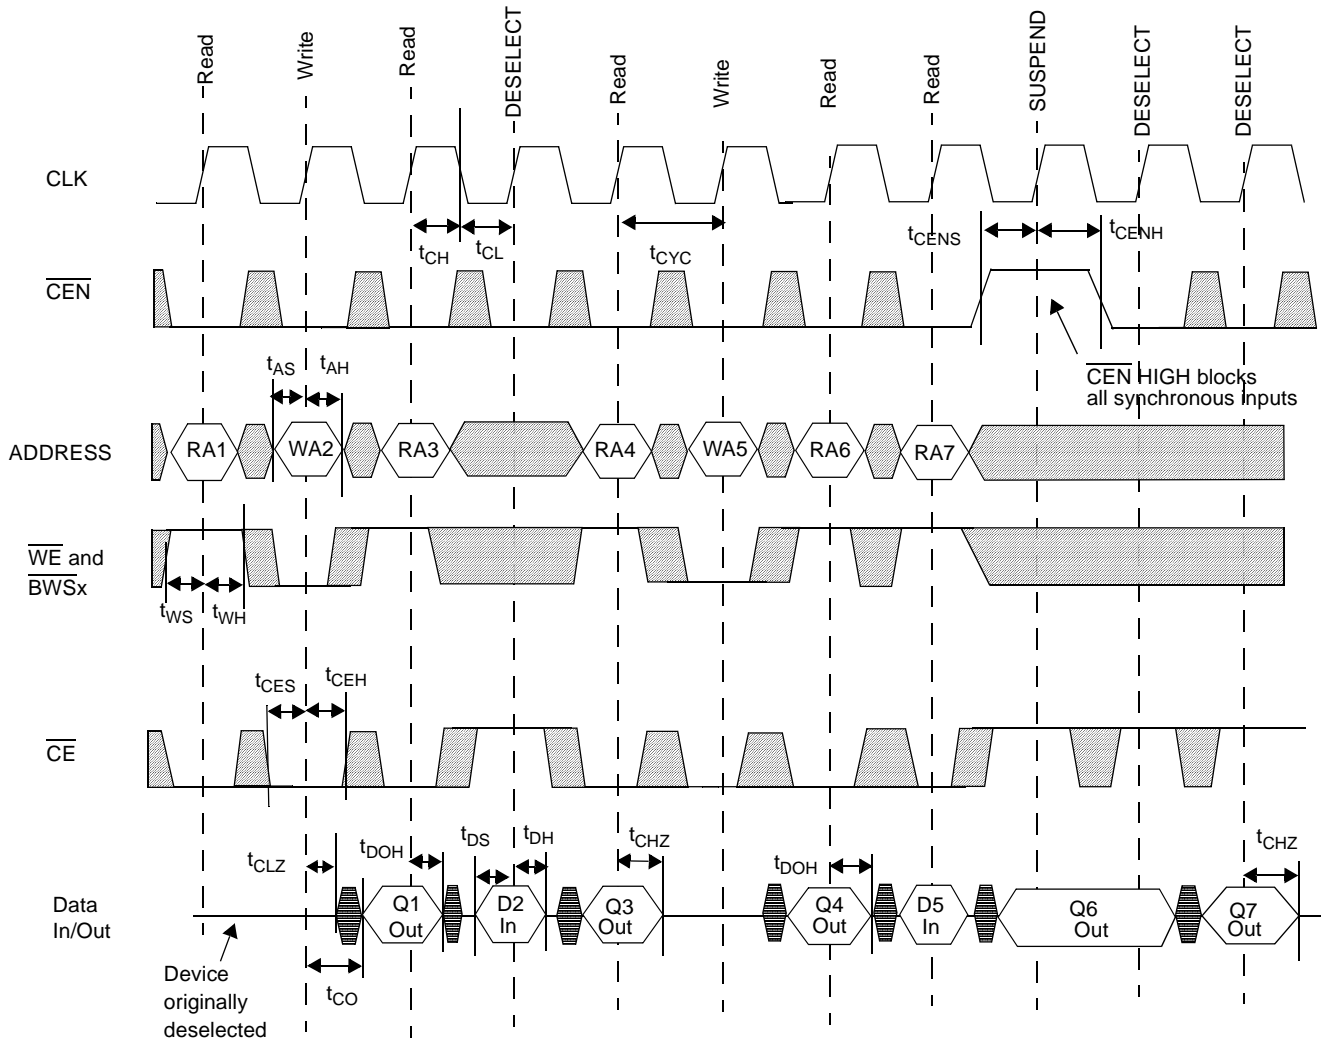 Read
Write
Read
DESELECT
Read
Write
Read
Read
SUSPEND
DESELECT
DESELECT
CLK
tCH
tCL
tCYC
tCENS
tCENH
CEN
CEN HIGH blocks
all synchronous inputs
tAS
tAH
ADDRESS
RA1
WA2
RA3
RA4
WA5
RA6
RA7
WE and
BWSx
tWS
tWH
tCES
tCEH
CE
tCLZ
tDOH
tDS
tDH
tCHZ
tDOH
tCHZ
Data
In/Out
Q1
Out
D2
In
Q3
Out
Q4
Out
D5
In
Q6
Out
Q7
Out
tCO
Device
originally
deselected